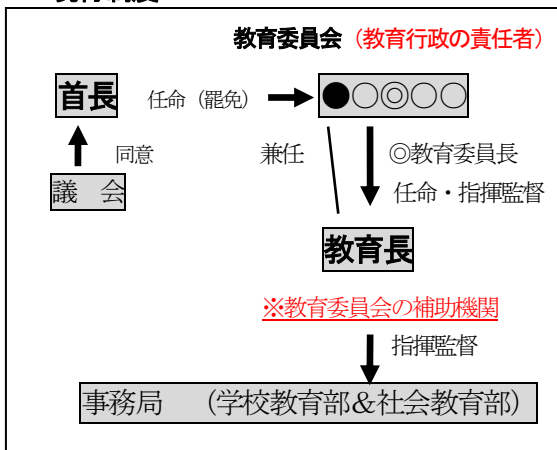 教育委員会（教育行政の責任者）
首長 任命（罷免） ●○◎○○
同意 兼任 ◎教育委員長
議 会 任命・指揮監督
教育長
※教育委員会の補助機関
指揮監督
事務局 （学校教育部&社会教育部）